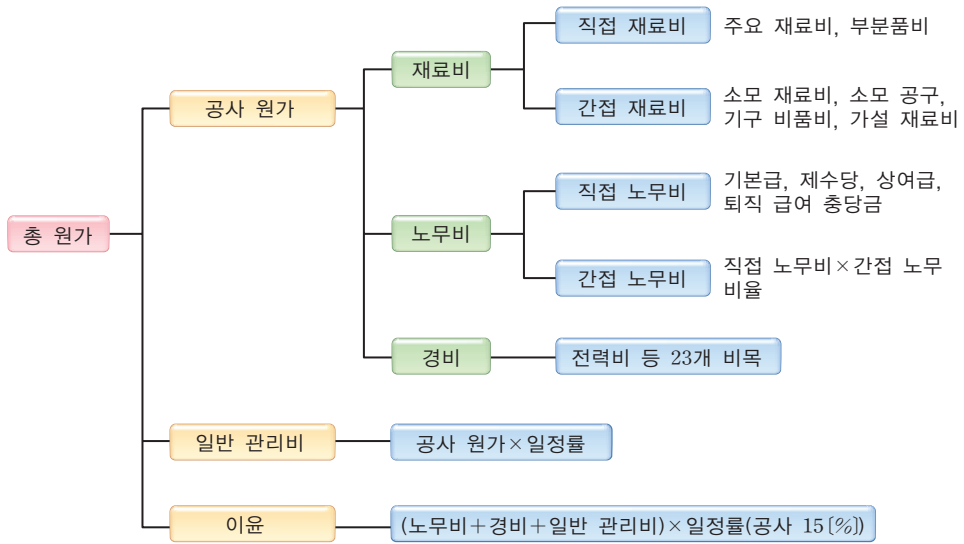 총 원가
공사 원가
재료비
직접 재료비
주요 재료비, 부분품비
간접 재료비
소모 재료비, 소모 공구,
기구 비품비, 가설 재료비
노무비
직접 노무비
기본급, 제수당, 상여급,
퇴직 급여 충당금
간접 노무비
직접 노무비×간접 노무
비율
경비
전력비 등 23개 비목
일반 관리비
공사 원가×일정률
이윤
(노무비+경비+일반 관리비)×일정률(공사 15[%])